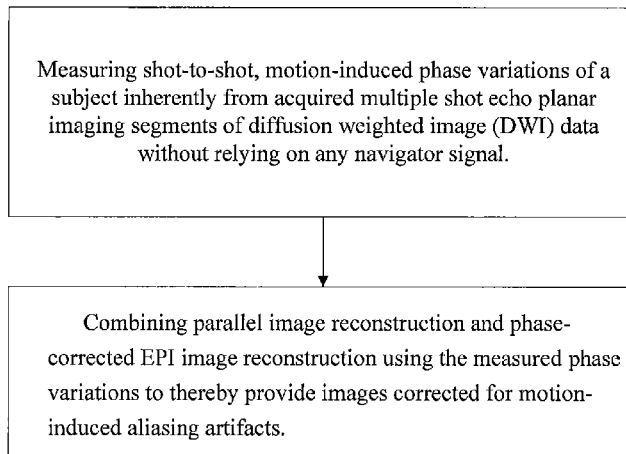 Measuring shot-to-shot, motion-induced phase variations of a
subject inherently from acquired multiple shot echo planar
imaging segments of diffusion weighted image (DWI) data
without relying on any navigator signal.
Combining parallel image reconstruction and phase-
corrected EPI image reconstruction using the measured phase
variations to thereby provide images corrected for motion-
induced aliasing artifacts.